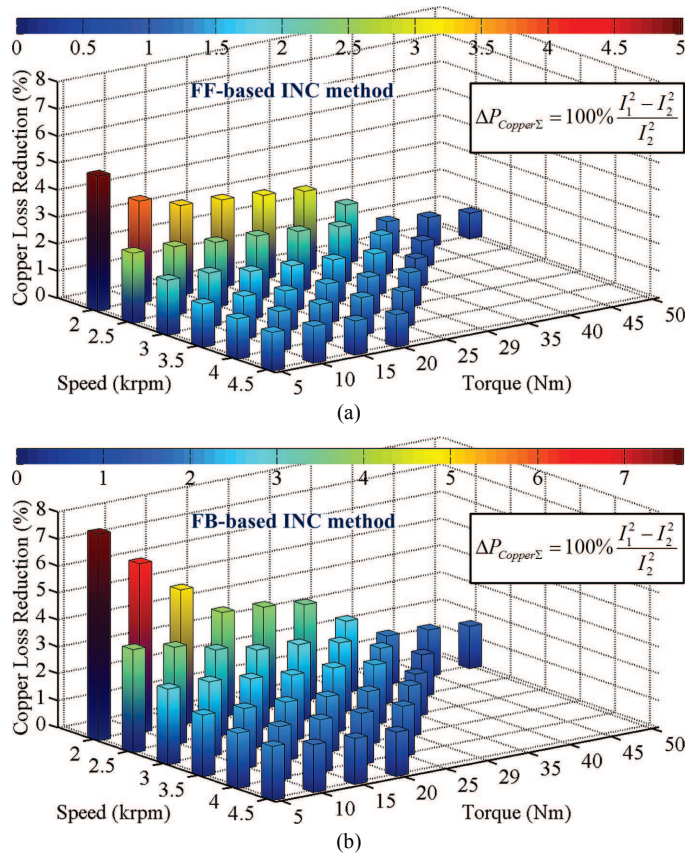 0 0.5 1 1.5 2 2.5 3 3.5 4 4.5 5
FF-based INC method
ΔP_{CopperΣ} = 100% \frac{I_1^2 - I_2^2}{I_2^2}
Copper Loss Reduction (%)
8
7
6
5
4
3
2
1
0
2 2.5 3 3.5 4 4.5
Speed (krpm)
5 10 15 20 25 29 35 40 45 50
Torque (Nm)
(a)
0 1 2 3 4 5 6 7
FB-based INC method
ΔP_{CopperΣ} = 100% \frac{I_1^2 - I_2^2}{I_2^2}
Copper Loss Reduction (%)
8
7
6
5
4
3
2
1
0
2 2.5 3 3.5 4 4.5
Speed (krpm)
5 10 15 20 25 29 35 40 45 50
Torque (Nm)
(b)